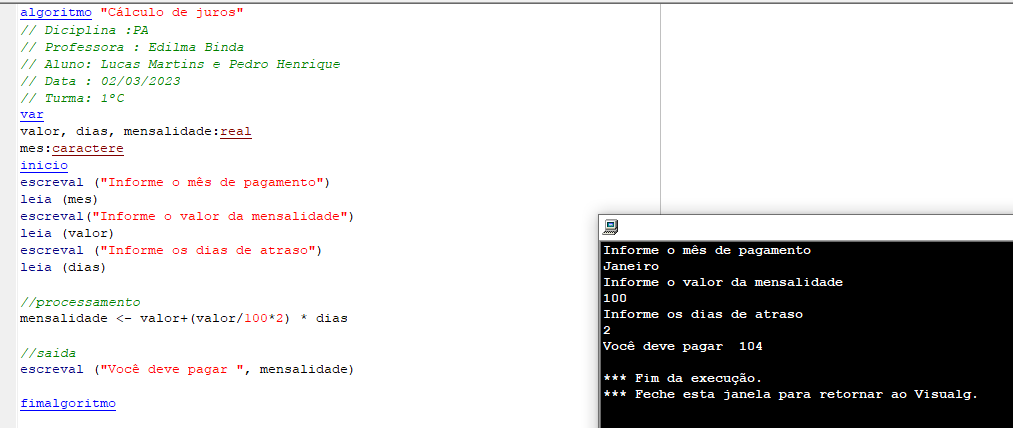 algoritmo "Cálculo de juros"
// Diciplina :PA
// Professora : Edilma Binda
// Aluno: Lucas Martins e Pedro Henrique
// Data : 02/03/2023
// Turma: 1ºC
var
valor, dias, mensalidade:real
mes:caractere
inicio
escreval ("Informe o mês de pagamento")
leia (mes)
escreval("Informe o valor da mensalidade")
leia (valor)
escreval ("Informe os dias de atraso")
leia (dias)
//processamento
mensalidade <- valor+(valor/100*2) * dias
//saida
escreval ("Você deve pagar ", mensalidade)
fimalgoritmo
Informe o mês de pagamento
Janeiro
Informe o valor da mensalidade
100
Informe os dias de atraso
2
Você deve pagar  104
*** Fim da execução.
*** Feche esta janela para retornar ao Visualg.